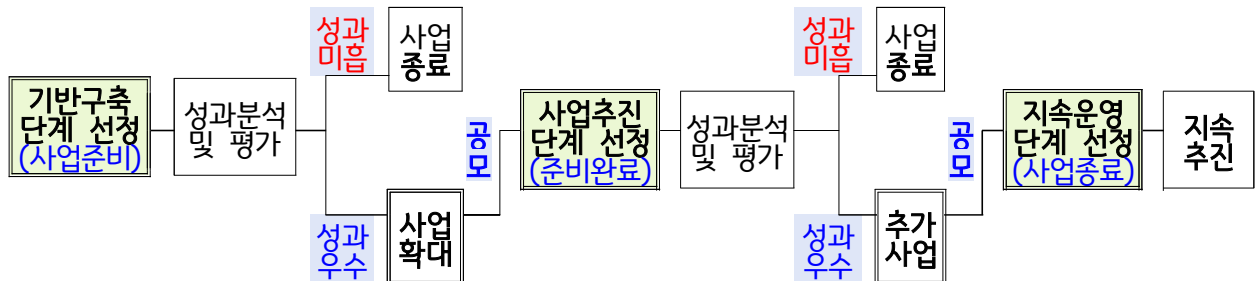 기반구축
단계 선정
(사업준비)
성과분석
및 평가
성과
미흡
사업
종료
성과
우수
사업
확대
공모
사업추진
단계 선정
(준비완료)
성과분석
및 평가
성과
미흡
사업
종료
성과
우수
추가
사업
공모
지속운영
단계 선정
(사업종료)
지속
추진